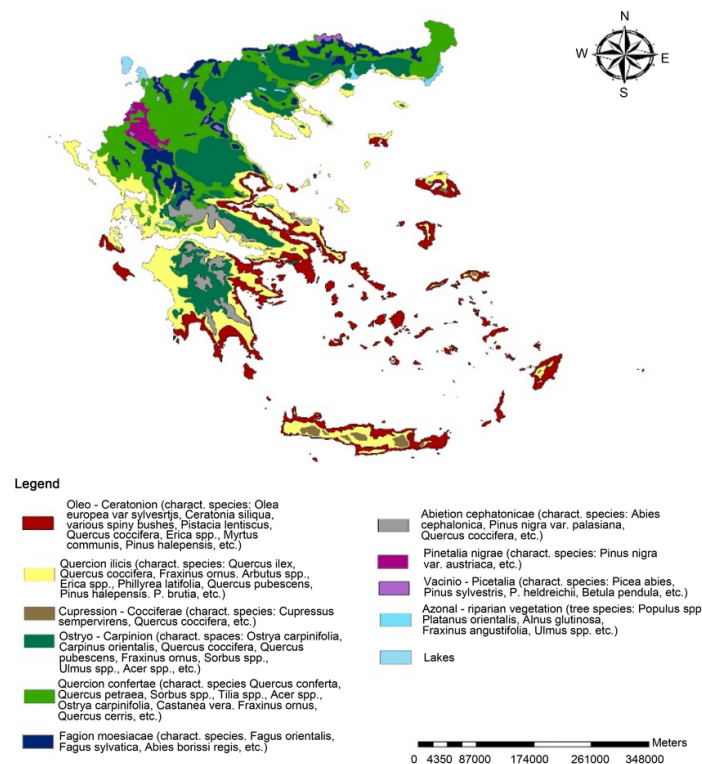 N
W
E
S
Legend
Oleo - Ceratonion (charact. species: Olea
europea var sylvesrtjs, Ceratonia siliqua,
various spiny bushes, Pistacia lentiscus,
Quercus coccifera, Erica spp., Myrtus
communis, Pinus halepensis, etc.)
Quercion ilicis (charact. species: Quercus ilex,
Quercus coccifera, Fraxinus ornus. Arbutus spp.,
Erica spp., Phillyrea latifolia, Quercus pubescens,
Pinus halepensis. P. brutia, etc.)
Cupression - Cocciferae (charact. species: Cupressus
sempervirens, Quercus coccifera, etc.)
Ostryo - Carpinion (charact. spaces: Ostrya carpinifolia,
Carpinus orientalis, Quercus coccifera, Quercus
pubescens, Fraxinus ornus, Sorbus spp.,
Ulmus spp., Acer spp., etc.)
Quercion confertae (charact. species Quercus conferta,
Quercus petraea, Sorbus spp., Tilia spp., Acer spp.,
Ostrya carpinifolia, Castanea vera. Fraxinus ornus,
Quercus cerris, etc.)
Fagion moesiacae (charact. species. Fagus orientalis,
Fagus sylvatica, Abies borissi regis, etc.)
Abietion cephatonicae (charact. species: Abies
cephalonica, Pinus nigra var. palasiana,
Quercus coccifera, etc.)
Pinetalia nigrae (charact. species: Pinus nigra
var. austriaca, etc.)
Vacinio - Picetalia (charact. species: Picea abies,
Pinus sylvestris, P. heldreichii, Betula pendula, etc.)
Azonal - riparian vegetation (tree species: Populus spp
Platanus orientalis, Alnus glutinosa,
Fraxinus angustifolia, Ulmus spp. etc.)
Lakes
Meters
0 4350 87000 174000 261000 348000